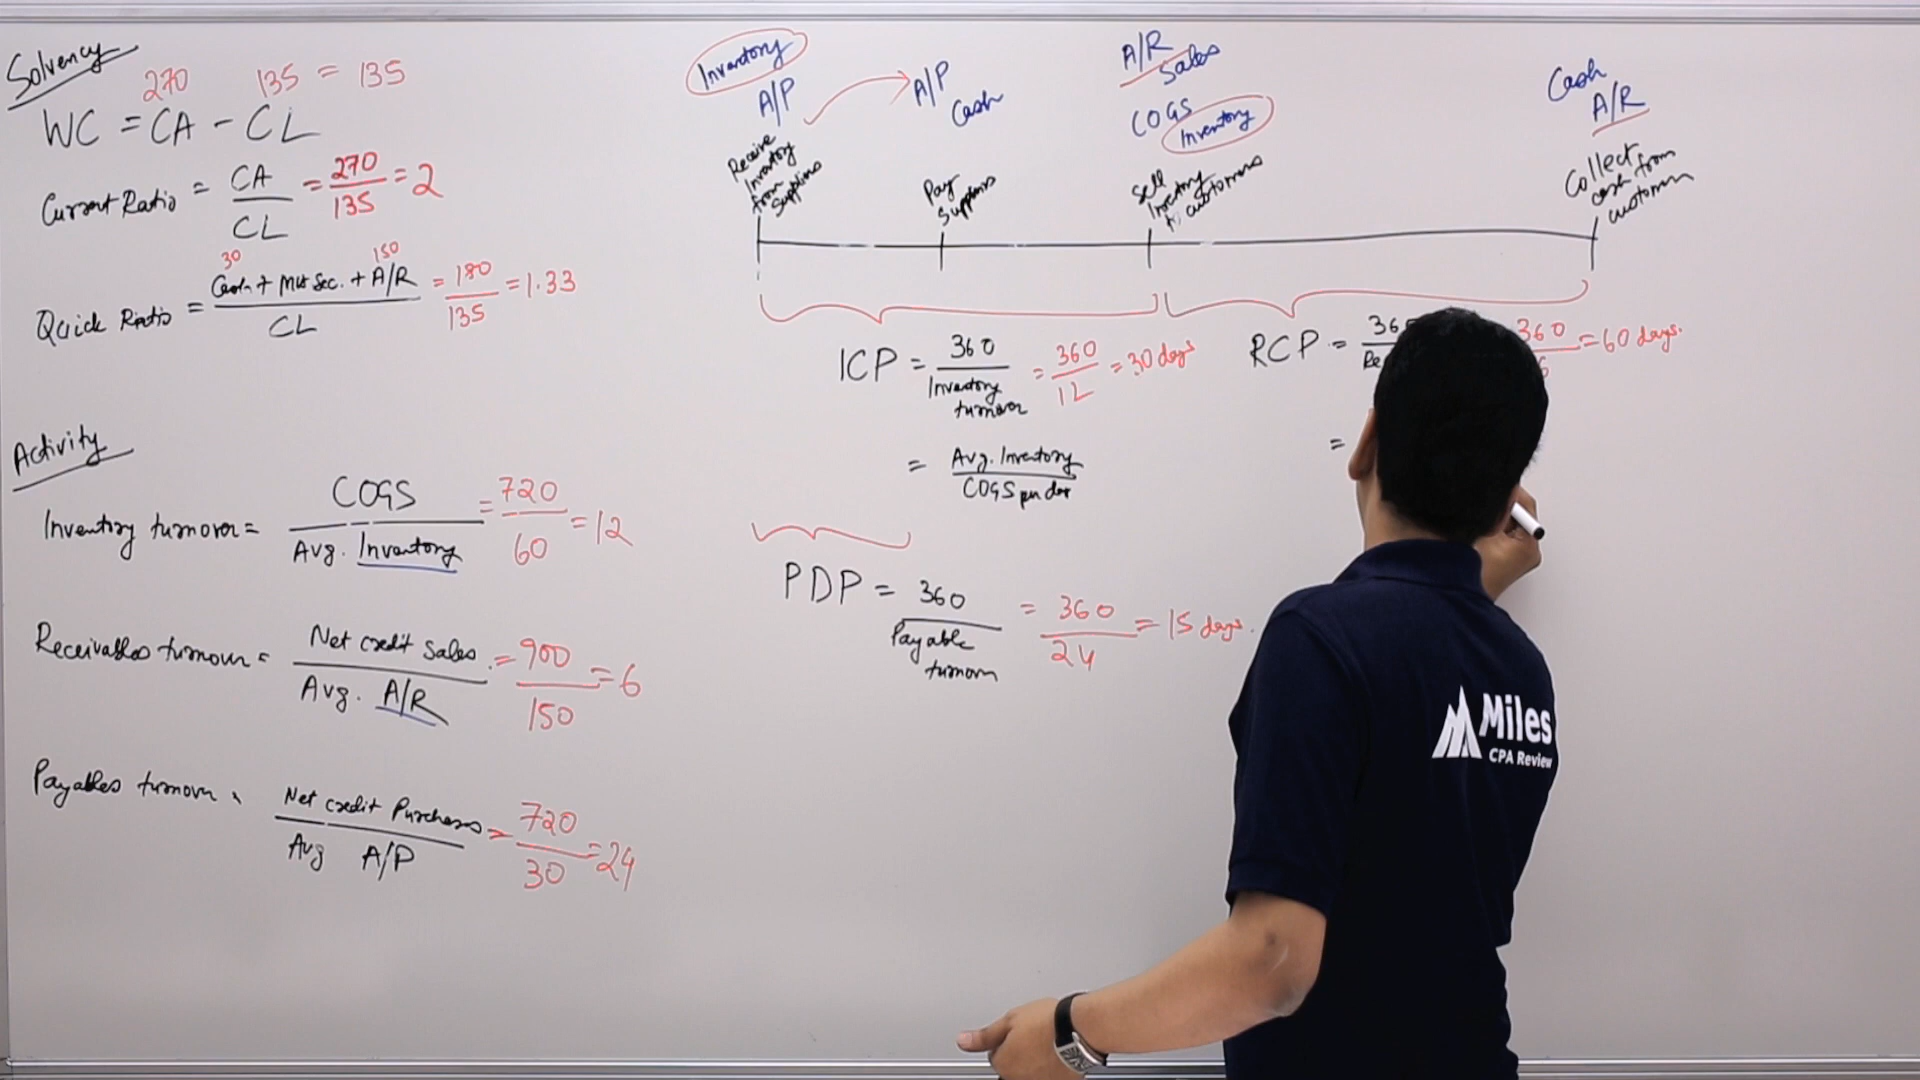 Solvency
270 135 = 135
WC = CA - CL
Current Ratio = CA / CL = 270 / 135 = 2
30 150
Quick Ratio = Cash + Mkt Sec. + A/R / CL = 180 / 135 = 1.33
Activity
Inventory turnover = COGS / Avg. Inventory = 720 / 60 = 12
Receivables turnover = Net credit Sales / Avg. A/R = 900 / 150 = 6
Payables turnover = Net credit Purchases / Avg A/P = 720 / 30 = 24
Inventory
A/P
Receive
Inventory
from
suppliers
A/P
Cash
Pay
Suppliers
A/R
Sales
COGS
Inventory
Sell
Inventory
to customers
Cash
A/R
Collect
cash from
customers
ICP = 360 / Inventory turnover = 360 / 12 = 30 days
= Avg. Inventory / COGS per day
RCP = 360 = 60 days.
=
PDP = 360 / Payable turnover = 360 / 24 = 15 days.
Miles
CPA Review